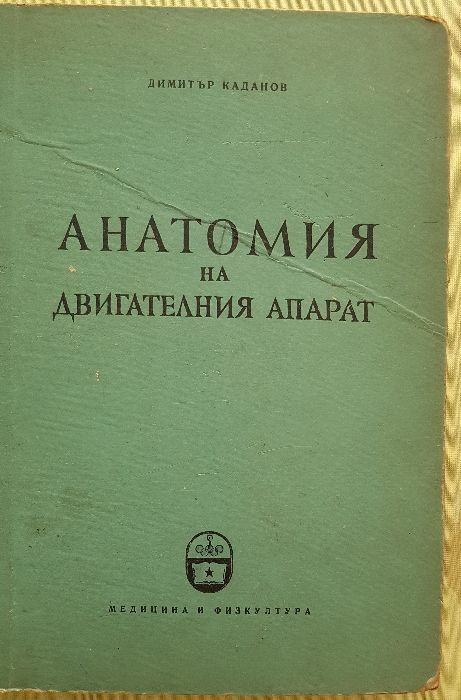 ДИМИТЪР КАДАНОВ
АНАТОМИЯ
НА
ДВИГАТЕЛНИЯ АПАРАТ
МЕДИЦИНА И ФИЗКУЛТУРА